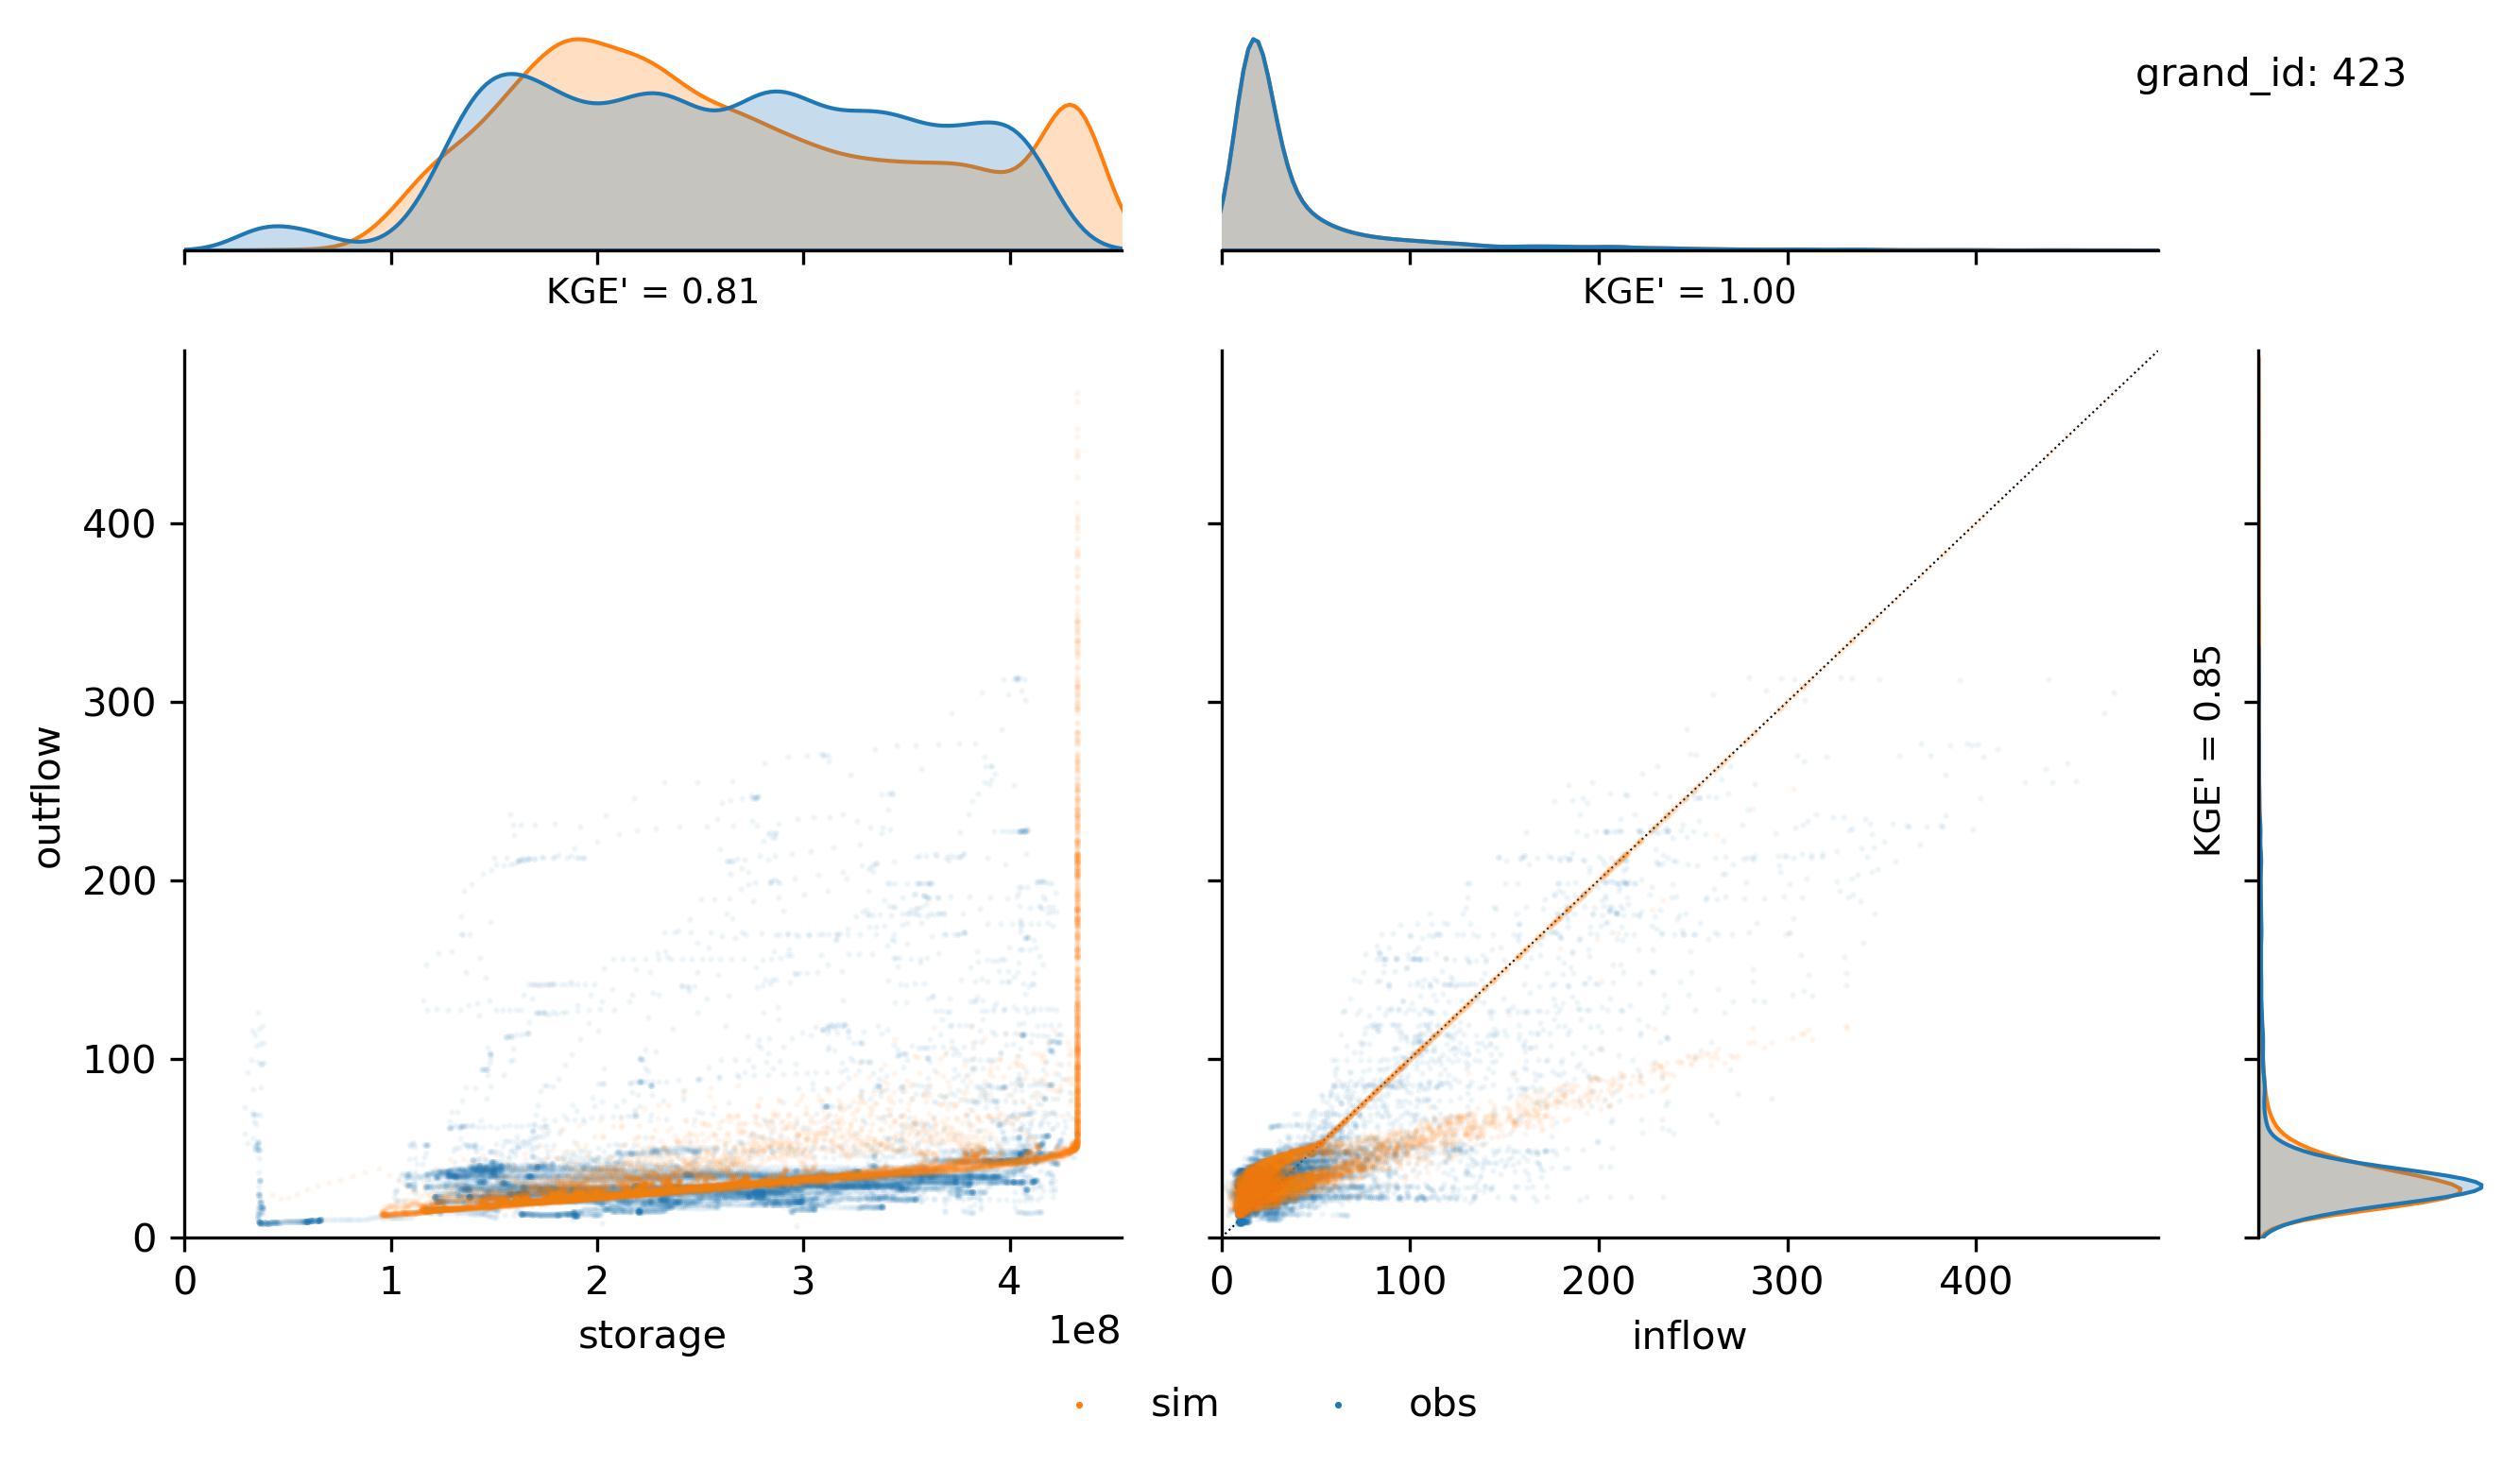 grand_id: 423
KGE' = 0.81
KGE' = 1.00
400
300
200
100
0
outflow
0 1 2 3 4
1e8
storage
0 100 200 300 400
inflow
KGE' = 0.85
sim obs